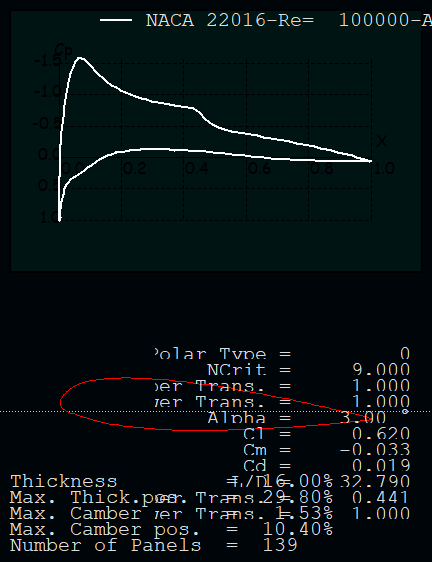 NACA 22016-Re=  100000-A
Cp
-1.5
-1.0
-0.5
0.0
0.5
1.0
X
0.0 0.2 0.4 0.6 0.8 1.0
Polar Type = 0
NCrit = 9.000
per Trans. = 1.000
wer Trans. = 1.000
Alpha = 3.00 °
Cl = 0.620
Cm = -0.033
Cd = 0.019
L/D = 32.790
per Trans. = 0.441
wer Trans. = 1.000
Thickness = 16.00%
Max. Thick.pos. = 29.80%
Max. Camber = 1.53%
Max. Camber pos. = 10.40%
Number of Panels = 139